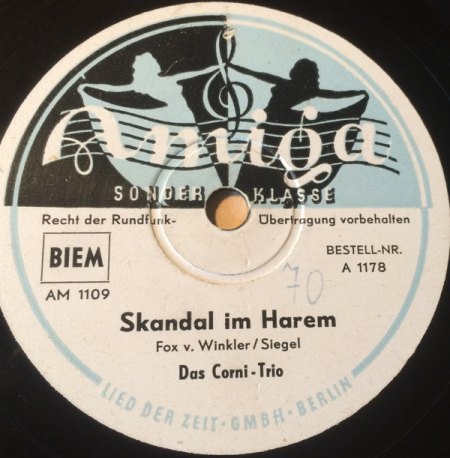 Amiga
SONDER KLASSE
Recht der Rundfunk- Übertragung vorbehalten
BIEM
BESTELL-NR.
A 1178
AM 1109
70
Skandal im Harem
Fox v. Winkler/Siegel
Das Corni-Trio
LIED DER ZEIT · GMBH · BERLIN